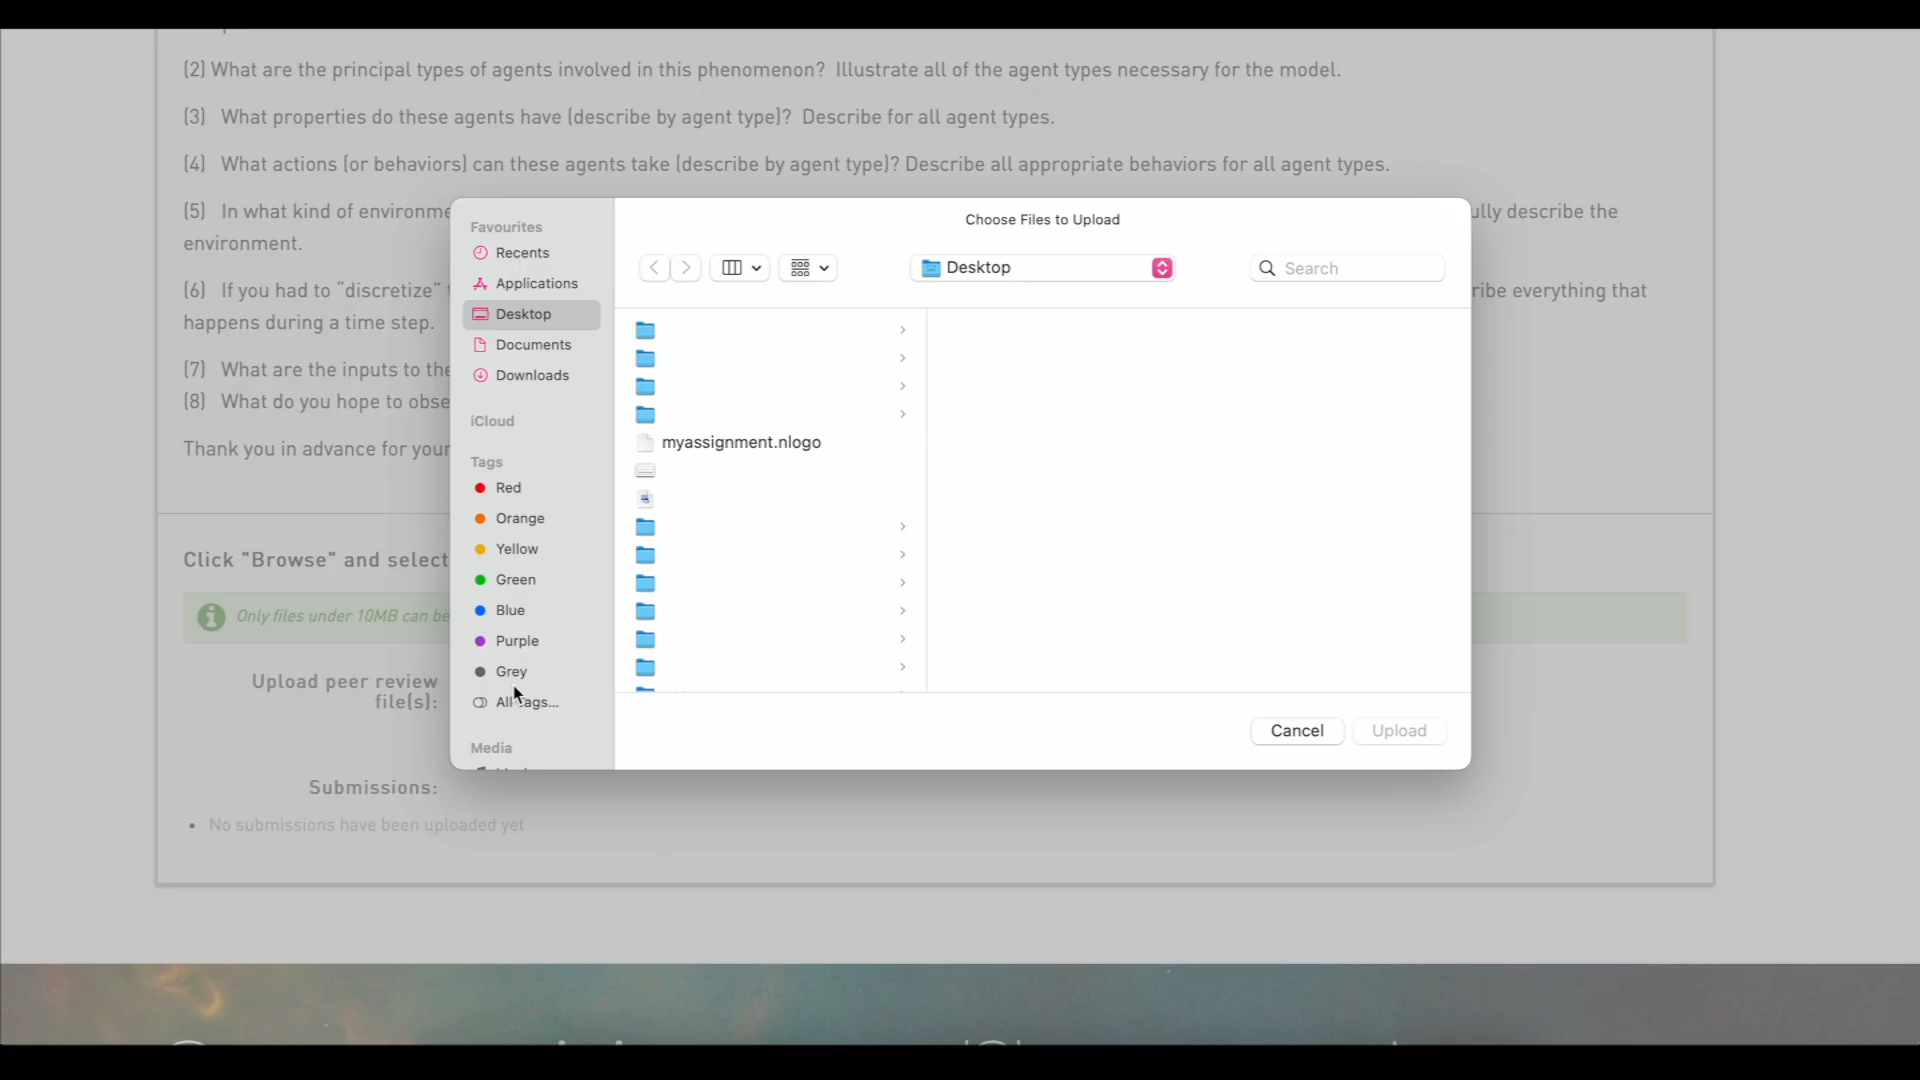 (2) What are the principal types of agents involved in this phenomenon? Illustrate all of the agent types necessary for the model.
(3) What properties do these agents have (describe by agent type)? Describe for all agent types.
(4) What actions (or behaviors) can these agents take (describe by agent type)? Describe all appropriate behaviors for all agent types.
(5) In what kind of environme
ully describe the
environment.
(6) If you had to "discretize"
ribe everything that
happens during a time step.
(7) What are the inputs to the
(8) What do you hope to obse
Thank you in advance for your
Click "Browse" and select
Only files under 10MB can be
Upload peer review
file(s):
Submissions:
• No submissions have been uploaded yet
Favourites
Recents
Applications
Desktop
Documents
Downloads
iCloud
Tags
Red
Orange
Yellow
Green
Blue
Purple
Grey
All Tags...
Media
Choose Files to Upload
Desktop
Search
myassignment.nlogo
Cancel
Upload